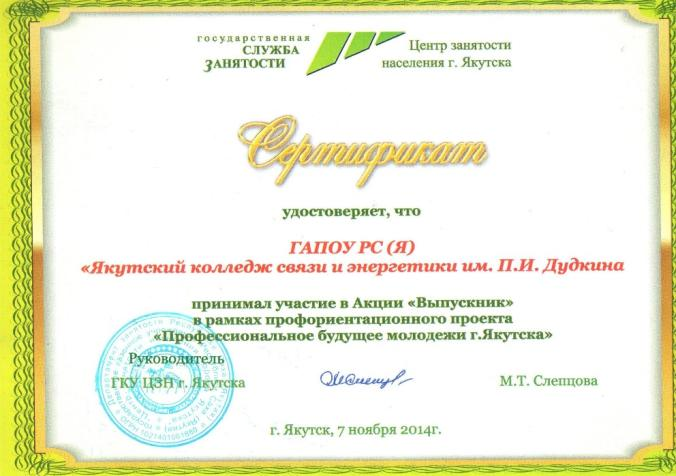 государственная
СЛУЖБА
ЗАНЯТОСТИ
Центр занятости
населения г. Якутска
Сертификат
удостоверяет, что
ГАПОУ РС (Я)
«Якутский колледж связи и энергетики им. П.И. Дудкина
принимал участие в Акции «Выпускник»
в рамках профориентационного проекта
«Профессиональное будущее молодежи г.Якутска»
Руководитель
ГКУ ЦЗН г. Якутска
М.Т. Слепцова
г. Якутск, 7 ноября 2014г.